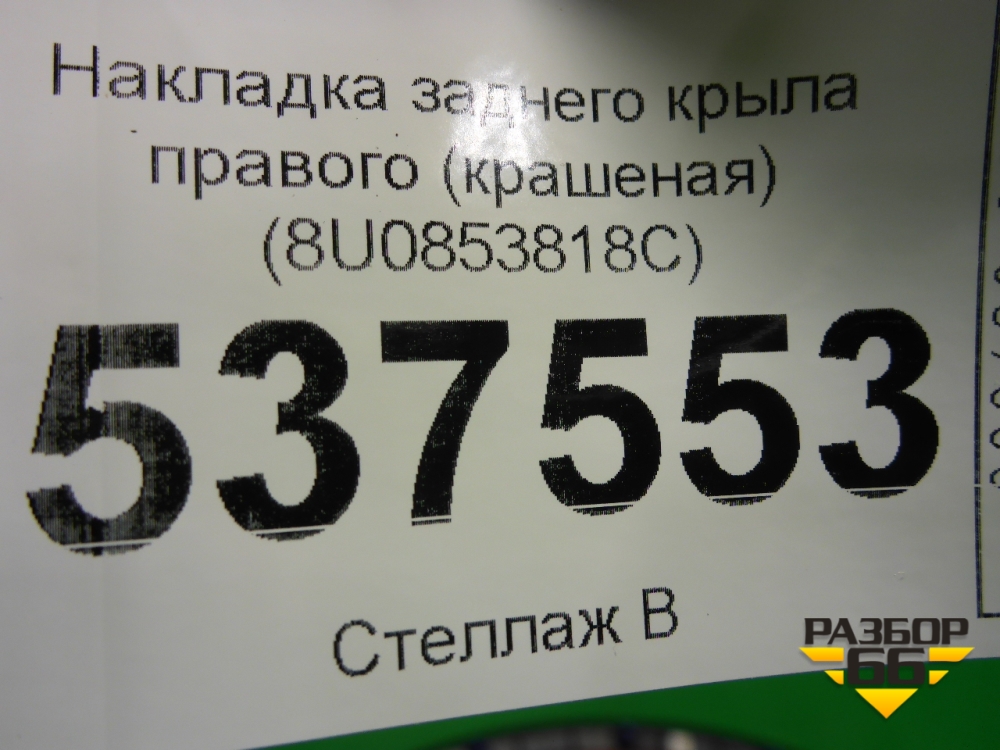 Накладка заднего крыла
правого (крашеная)
(8U0853818C)
537553
Стеллаж В
РАЗБОР
66